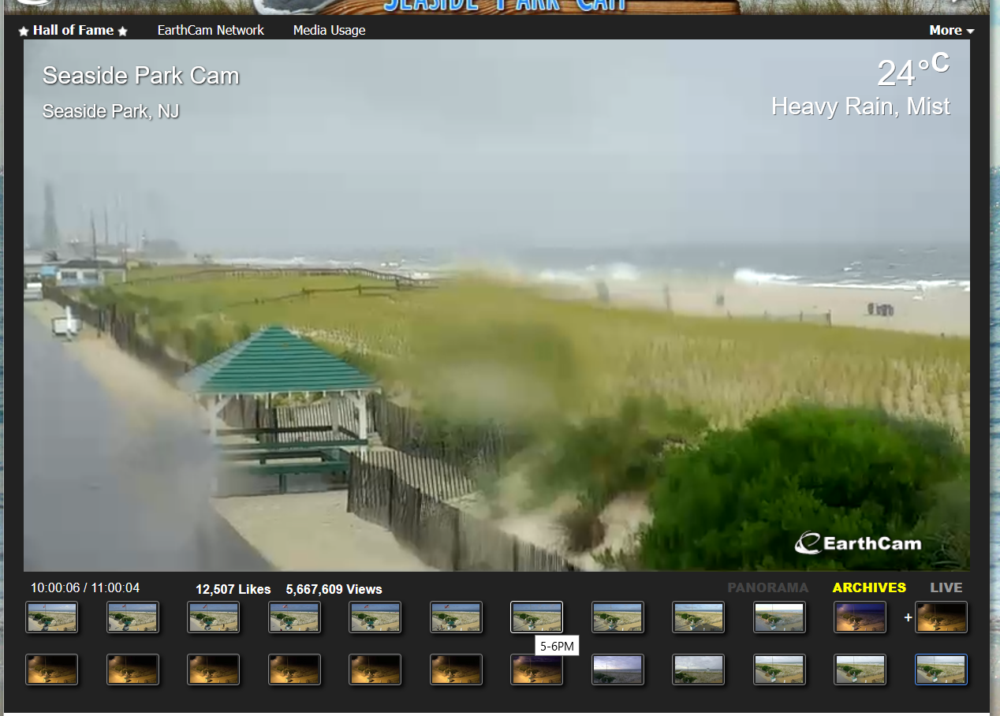 SEASIDE PARK CAM
Hall of Fame
EarthCam Network
Media Usage
More
Seaside Park Cam
24°C
Seaside Park, NJ
Heavy Rain, Mist
EarthCam
10:00:06 / 11:00:04
12,507 Likes
5,667,609 Views
PANORAMA
ARCHIVES
LIVE
+
5-6PM